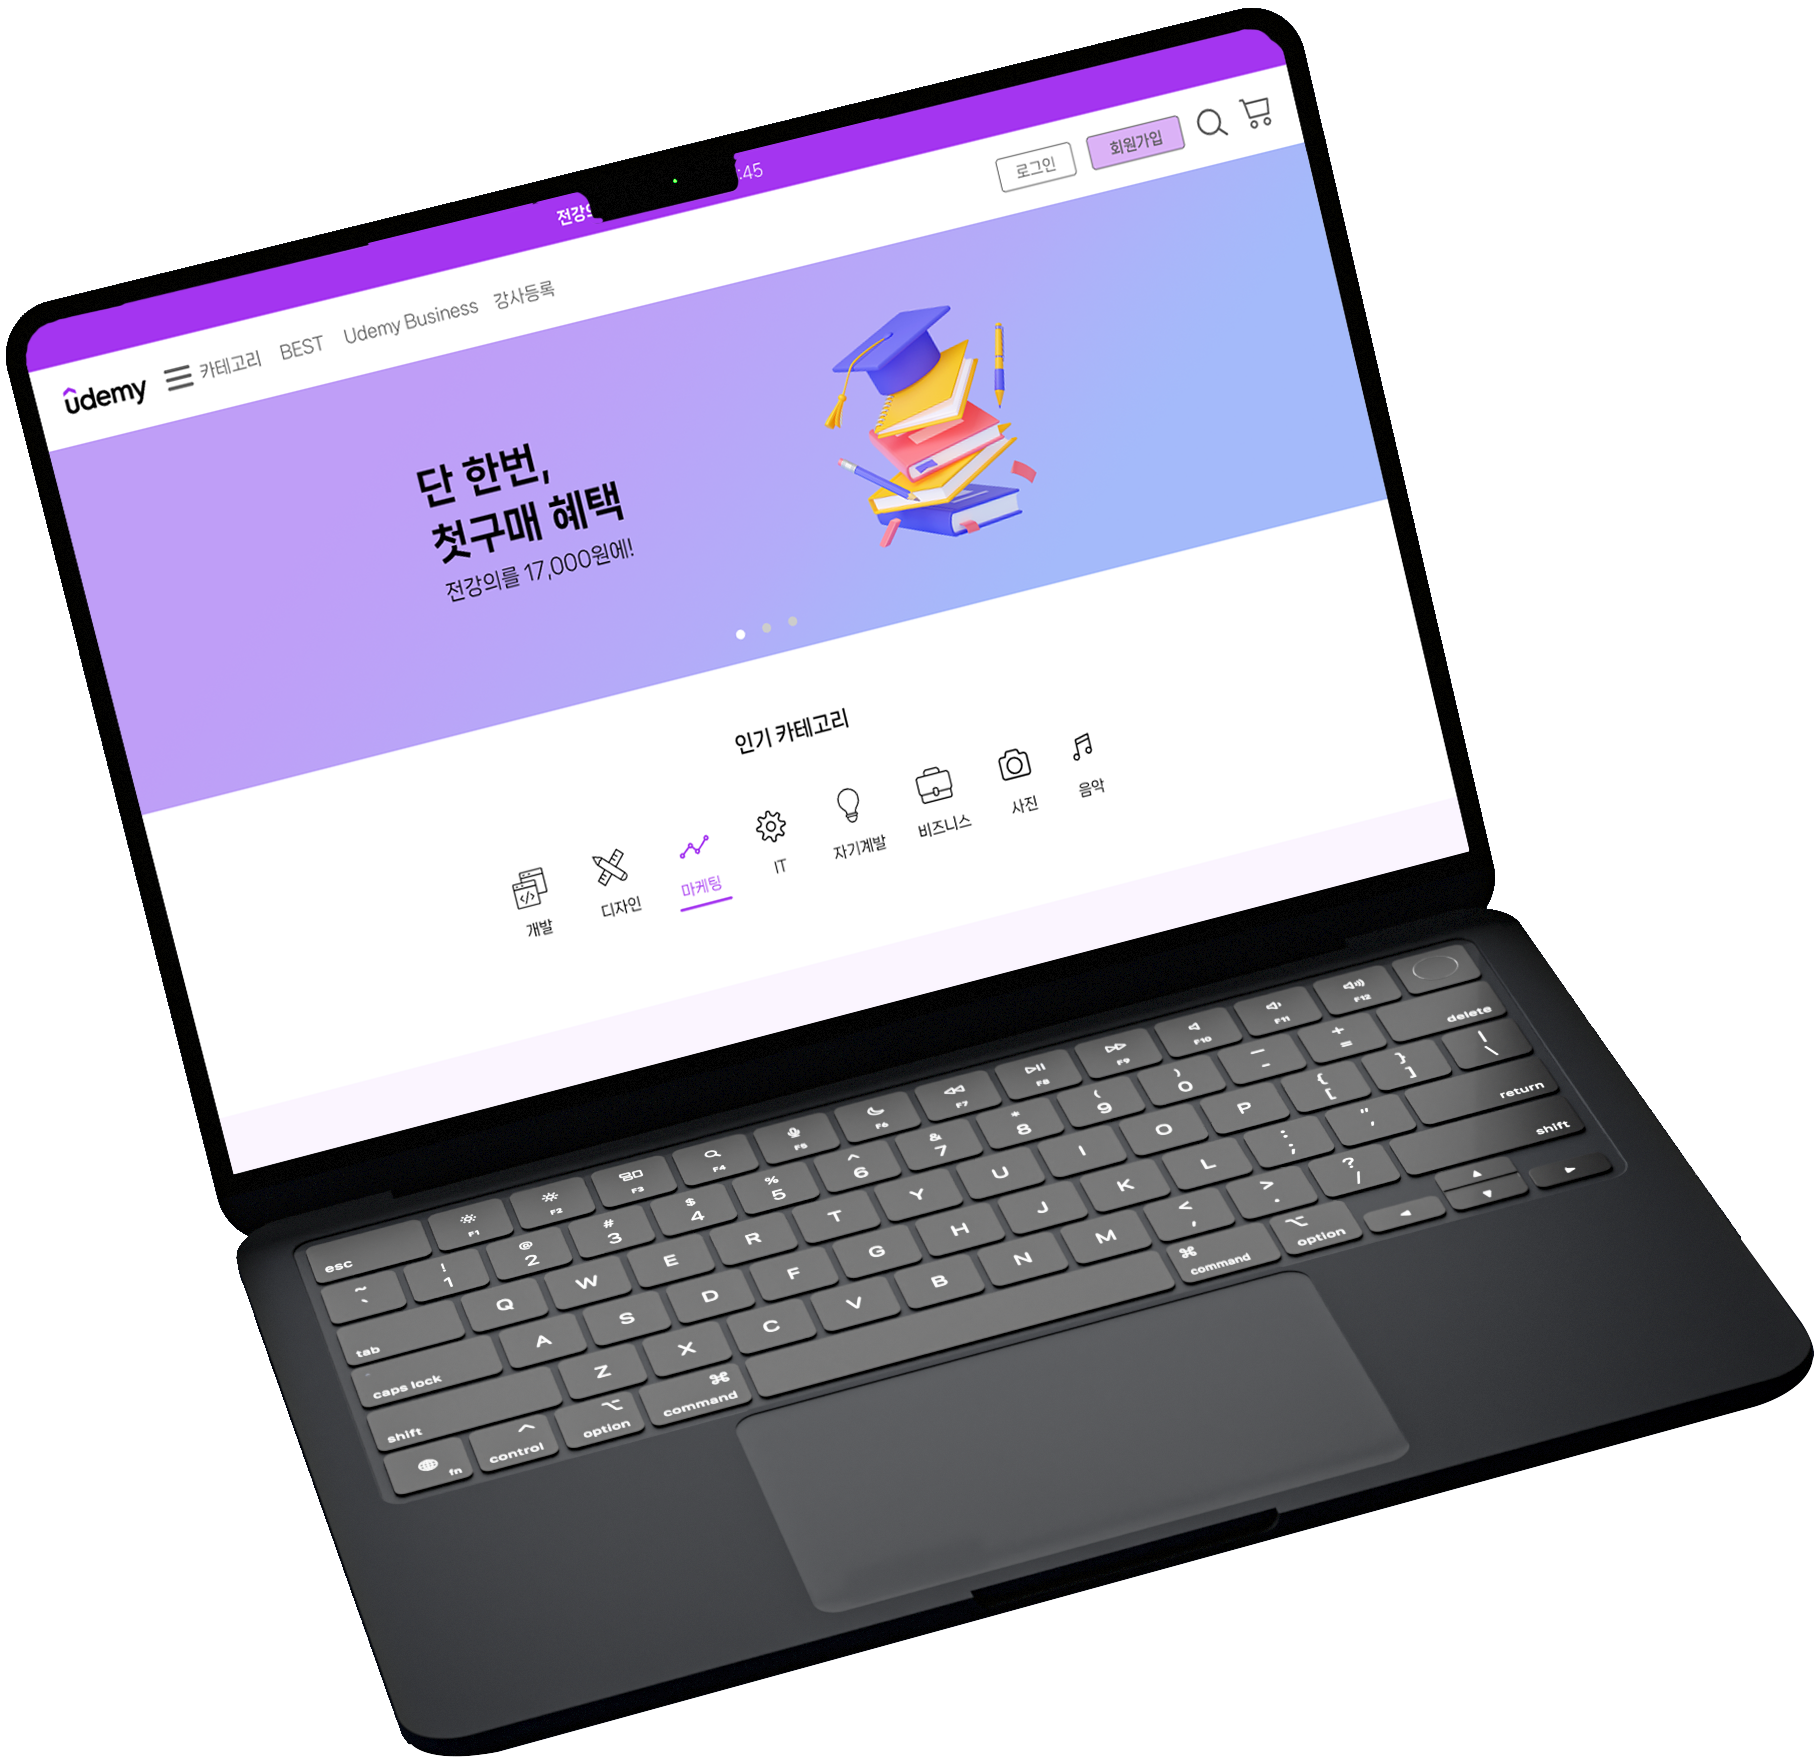 전강의
:45
udemy 카테고리 BEST Udemy Business 강사등록 로그인 회원가입
단 한번,
첫구매 혜택
전강의를 17,000원에!
인기 카테고리
개발 디자인 마케팅 IT 자기계발 비즈니스 사진 음악
esc F1 F2 F3 F4 F5 F6 F7 F8 F9 F10 F11 F12
~ ` ! 1 @ 2 # 3 $ 4 % 5 ^ 6 & 7 * 8 ( 9 ) 0 — - + = delete
tab Q W E R T Y U I O P { [ } ] | \
caps lock A S D F G H J K L : ; " ' return
shift Z X C V B N M < , > . ? / shift
fn control option command command option